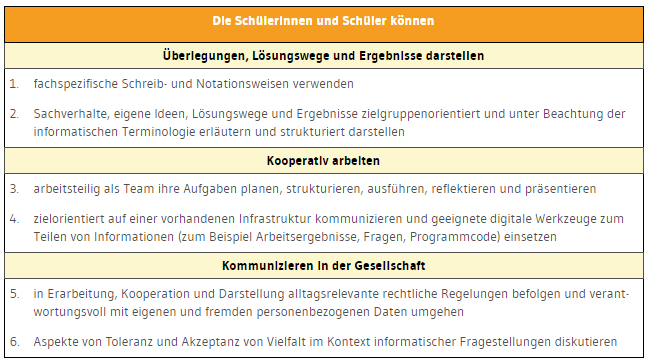 Die Schülerinnen und Schüler können
Überlegungen, Lösungswege und Ergebnisse darstellen
1. fachspezifische Schreib- und Notationsweisen verwenden
2. Sachverhalte, eigene Ideen, Lösungswege und Ergebnisse zielgruppenorientiert und unter Beachtung der
informatischen Terminologie erläutern und strukturiert darstellen
Kooperativ arbeiten
3. arbeitsteilig als Team ihre Aufgaben planen, strukturieren, ausführen, reflektieren und präsentieren
4. zielorientiert auf einer vorhandenen Infrastruktur kommunizieren und geeignete digitale Werkzeuge zum
Teilen von Informationen (zum Beispiel Arbeitsergebnisse, Fragen, Programmcode) einsetzen
Kommunizieren in der Gesellschaft
5. in Erarbeitung, Kooperation und Darstellung alltagsrelevante rechtliche Regelungen befolgen und verant-
wortungsvoll mit eigenen und fremden personenbezogenen Daten umgehen
6. Aspekte von Toleranz und Akzeptanz von Vielfalt im Kontext informatischer Fragestellungen diskutieren